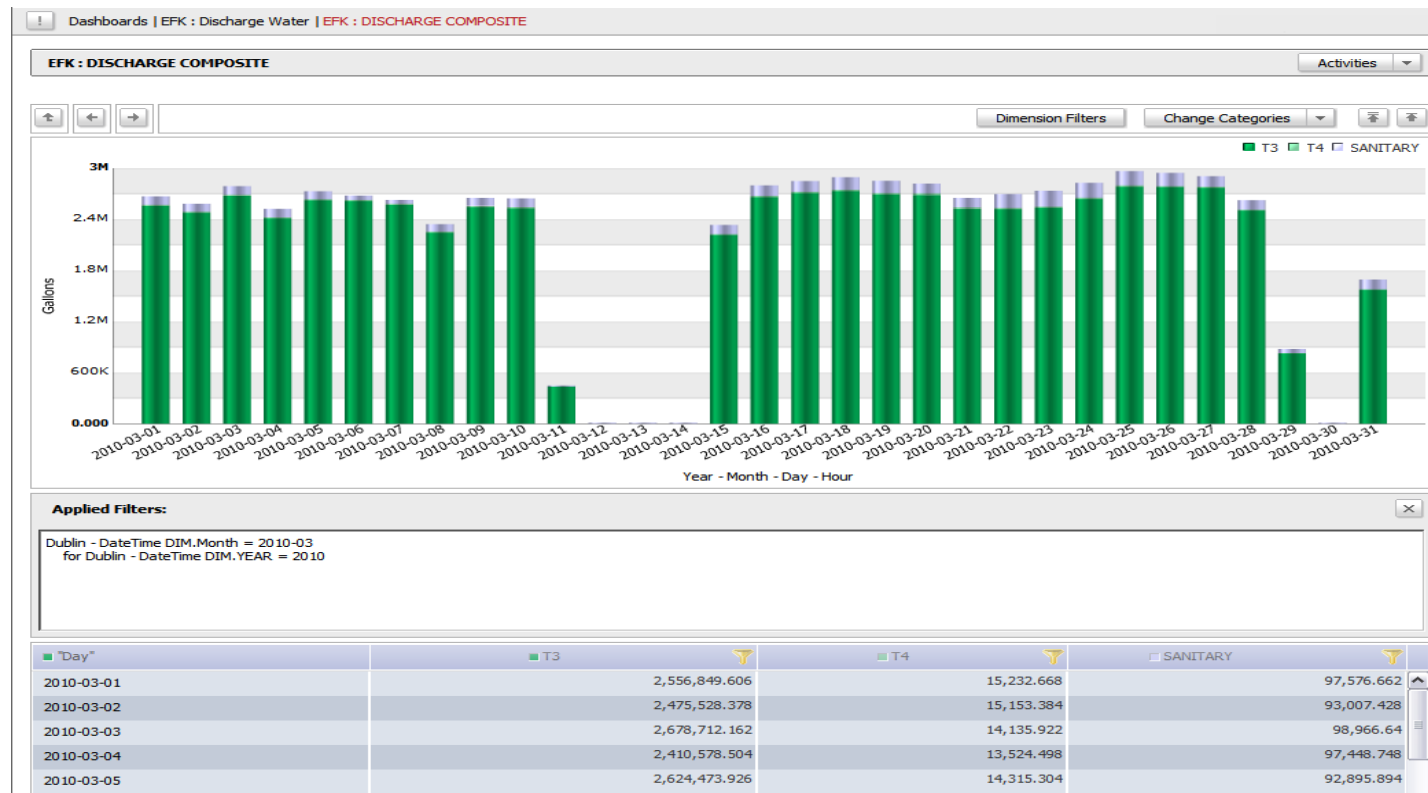 ! Dashboards | EFK : Discharge Water | EFK : DISCHARGE COMPOSITE
EFK : DISCHARGE COMPOSITE Activities
Dimension Filters Change Categories
T3 T4 SANITARY
3M
2.4M
1.8M
1.2M
600K
0.000
Gallons
2010-03-01 2010-03-02 2010-03-03 2010-03-04 2010-03-05 2010-03-06 2010-03-07 2010-03-08 2010-03-09 2010-03-10 2010-03-11 2010-03-12 2010-03-13 2010-03-14 2010-03-15 2010-03-16 2010-03-17 2010-03-18 2010-03-19 2010-03-20 2010-03-21 2010-03-22 2010-03-23 2010-03-24 2010-03-25 2010-03-26 2010-03-27 2010-03-28 2010-03-29 2010-03-30 2010-03-31
Year - Month - Day - Hour
Applied Filters:
Dublin - DateTime DIM.Month = 2010-03
for Dublin - DateTime DIM.YEAR = 2010
"Day" T3 T4 SANITARY
2010-03-01 2,556,849.606 15,232.668 97,576.662
2010-03-02 2,475,528.378 15,153.384 93,007.428
2010-03-03 2,678,712.162 14,135.922 98,966.64
2010-03-04 2,410,578.504 13,524.498 97,448.748
2010-03-05 2,624,473.926 14,315.304 92,895.894